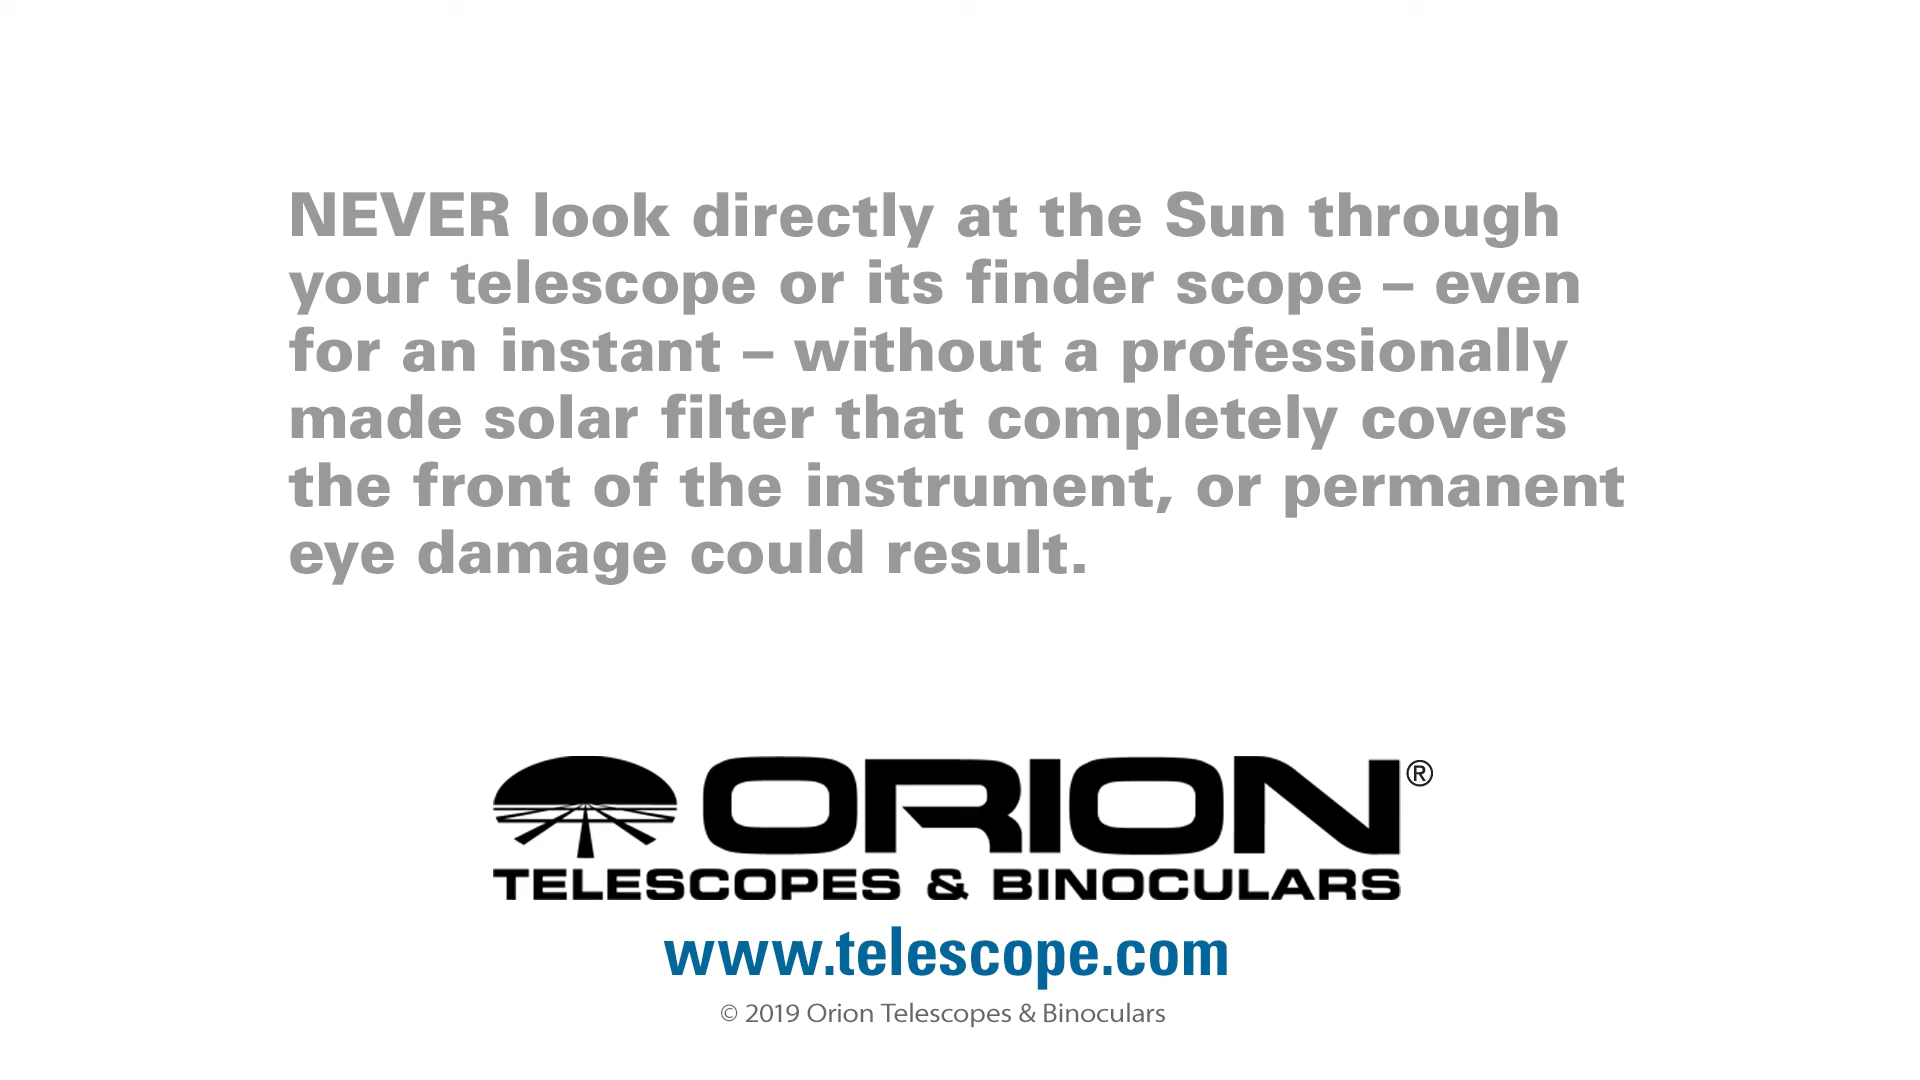 NEVER look directly at the Sun through
your telescope or its finder scope – even
for an instant – without a professionally
made solar filter that completely covers
the front of the instrument, or permanent
eye damage could result.
ORION®
TELESCOPES & BINOCULARS
www.telescope.com
© 2019 Orion Telescopes & Binoculars